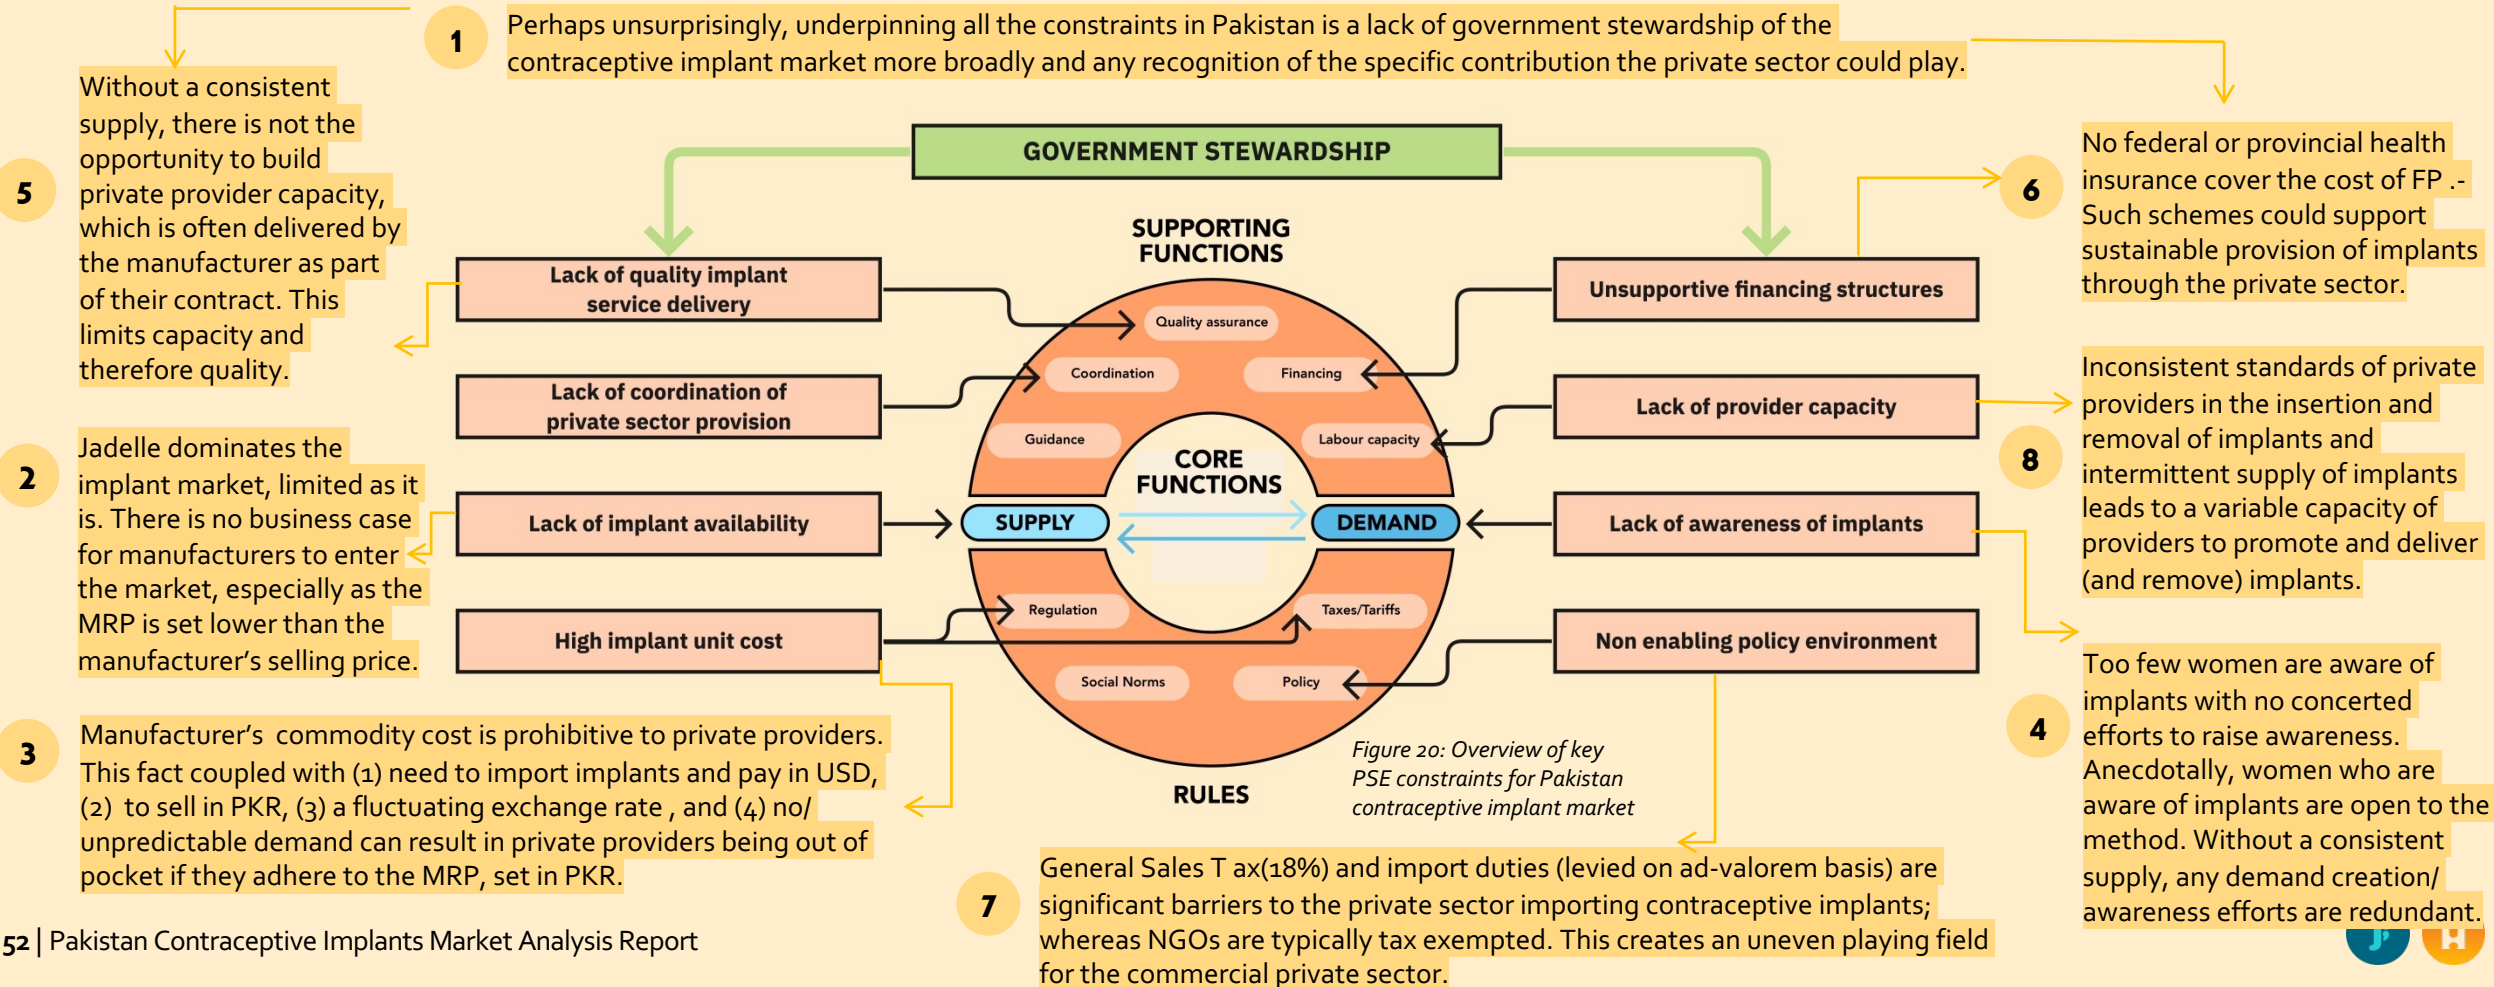 1
Perhaps unsurprisingly, underpinning all the constraints in Pakistan is a lack of government stewardship of the
contraceptive implant market more broadly and any recognition of the specific contribution the private sector could play.
5
Without a consistent
supply, there is not the
opportunity to build
private provider capacity,
which is often delivered by
the manufacturer as part
of their contract. This
limits capacity and
therefore quality.
2
Jadelle dominates the
implant market, limited as it
is. There is no business case
for manufacturers to enter
the market, especially as the
MRP is set lower than the
manufacturer's selling price.
3
Manufacturer's commodity cost is prohibitive to private providers.
This fact coupled with (1) need to import implants and pay in USD,
(2) to sell in PKR, (3) a fluctuating exchange rate , and (4) no/
unpredictable demand can result in private providers being out of
pocket if they adhere to the MRP, set in PKR.
GOVERNMENT STEWARDSHIP
Lack of quality implant
service delivery
Lack of coordination of
private sector provision
Lack of implant availability
High implant unit cost
SUPPORTING
FUNCTIONS
Quality assurance
Coordination
Financing
Guidance
Labour capacity
CORE
FUNCTIONS
SUPPLY
DEMAND
Regulation
Taxes/Tariffs
Social Norms
Policy
RULES
Unsupportive financing structures
Lack of provider capacity
Lack of awareness of implants
Non enabling policy environment
Figure 20: Overview of key
PSE constraints for Pakistan
contraceptive implant market
6
No federal or provincial health
insurance cover the cost of FP .-
Such schemes could support
sustainable provision of implants
through the private sector.
8
Inconsistent standards of private
providers in the insertion and
removal of implants and
intermittent supply of implants
leads to a variable capacity of
providers to promote and deliver
(and remove) implants.
4
Too few women are aware of
implants with no concerted
efforts to raise awareness.
Anecdotally, women who are
aware of implants are open to the
method. Without a consistent
supply, any demand creation/
awareness efforts are redundant.
7
General Sales T ax(18%) and import duties (levied on ad-valorem basis) are
significant barriers to the private sector importing contraceptive implants;
whereas NGOs are typically tax exempted. This creates an uneven playing field
for the commercial private sector.
52 | Pakistan Contraceptive Implants Market Analysis Report